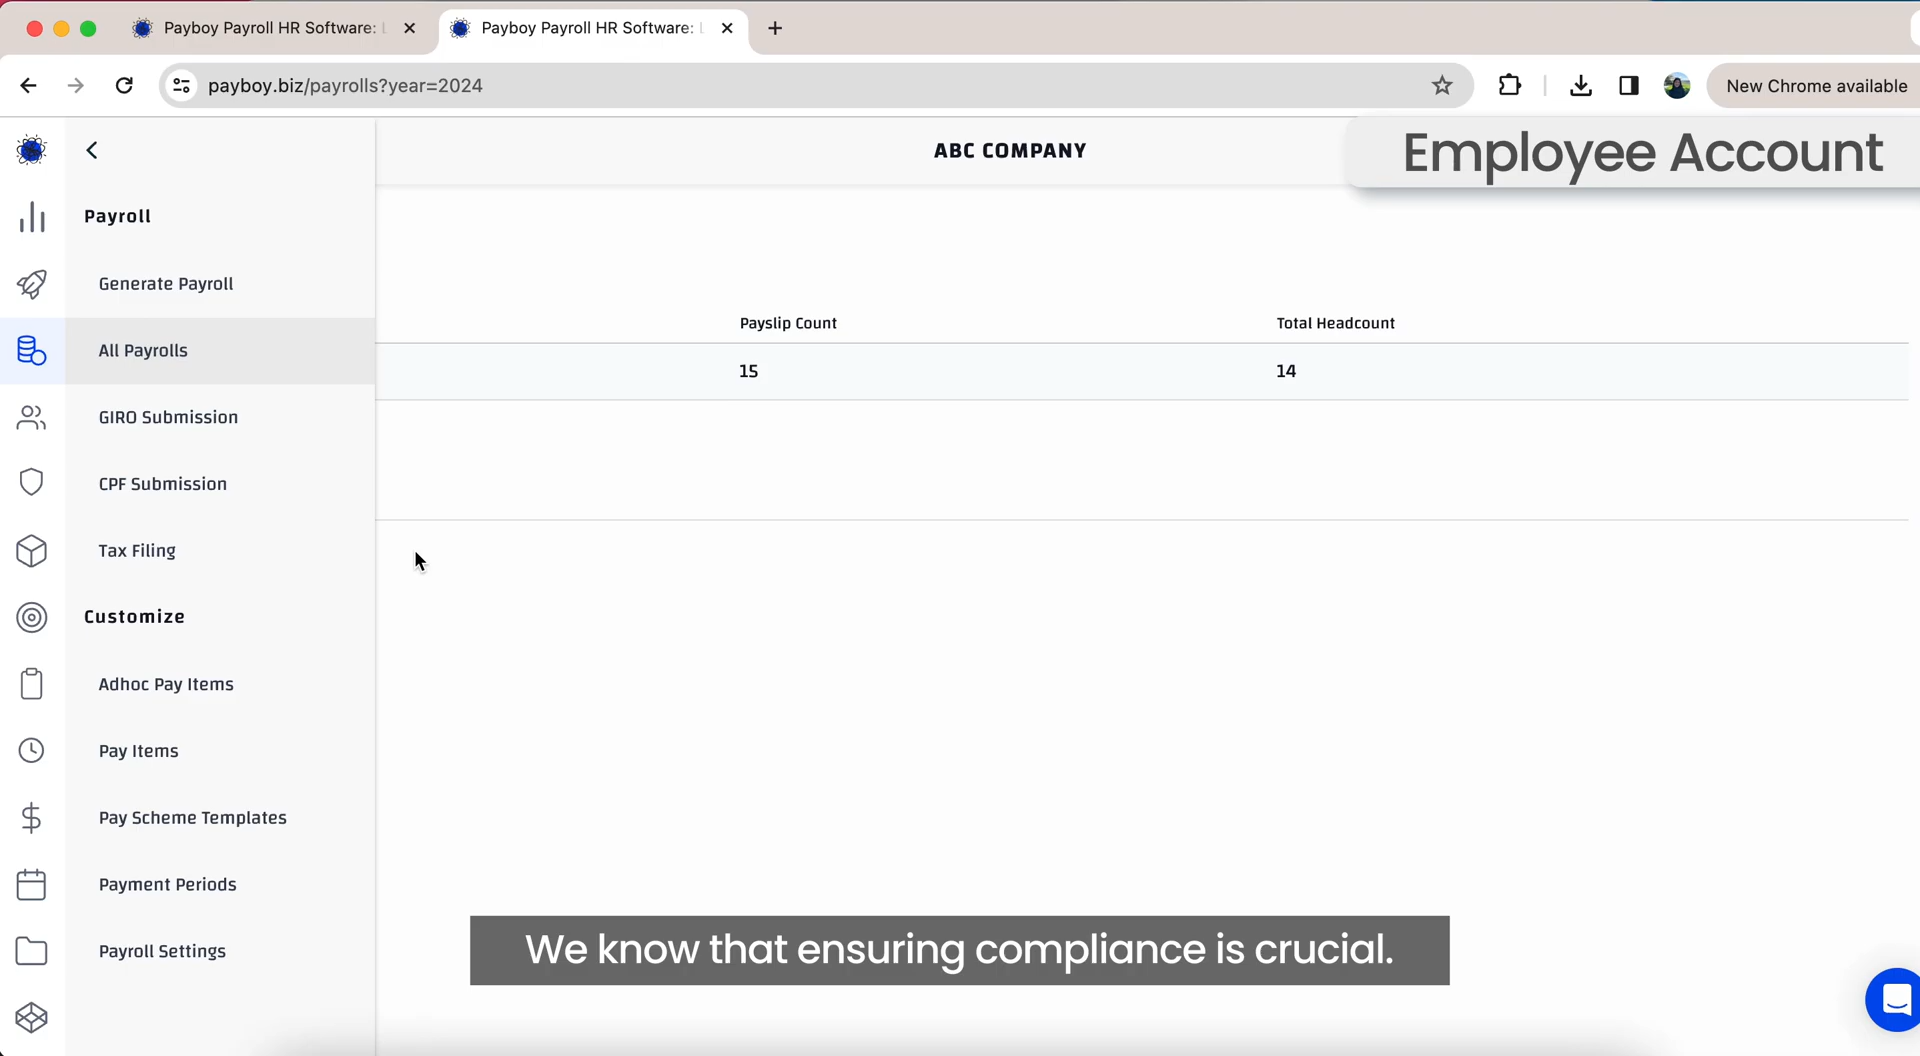 Payboy Payroll HR Software: L
Payboy Payroll HR Software: L
payboy.biz/payrolls?year=2024
New Chrome available
ABC COMPANY
Employee Account
Payroll
Generate Payroll
All Payrolls
GIRO Submission
CPF Submission
Tax Filing
Customize
Adhoc Pay Items
Pay Items
Pay Scheme Templates
Payment Periods
Payroll Settings
Payslip Count
Total Headcount
15
14
We know that ensuring compliance is crucial.